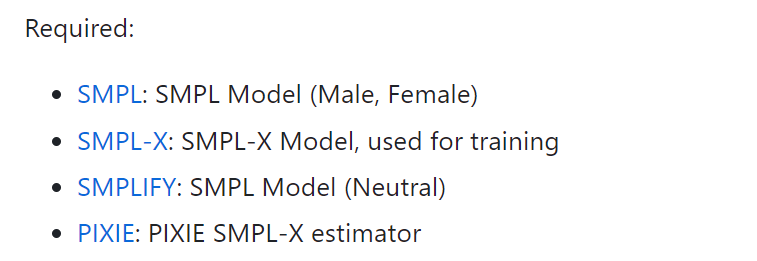 Required:
SMPL: SMPL Model (Male, Female)
SMPL-X: SMPL-X Model, used for training
SMPLIFY: SMPL Model (Neutral)
PIXIE: PIXIE SMPL-X estimator